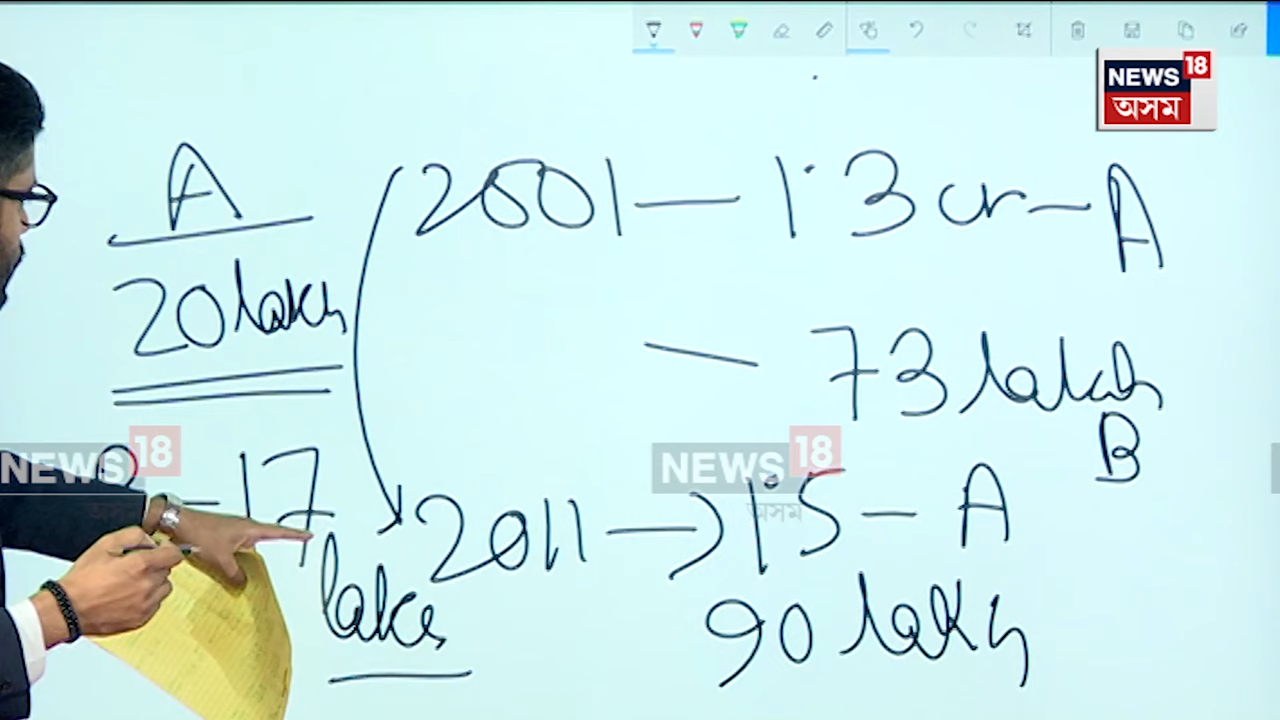 NEWS 18
অসম
A
2001 — 1.3 cr — A
20 lakh
— 73 lakh
B
NEWS 18
NEWS 18
অসম
B — 17
lakh
2011 → 1.5 — A
90 lakh